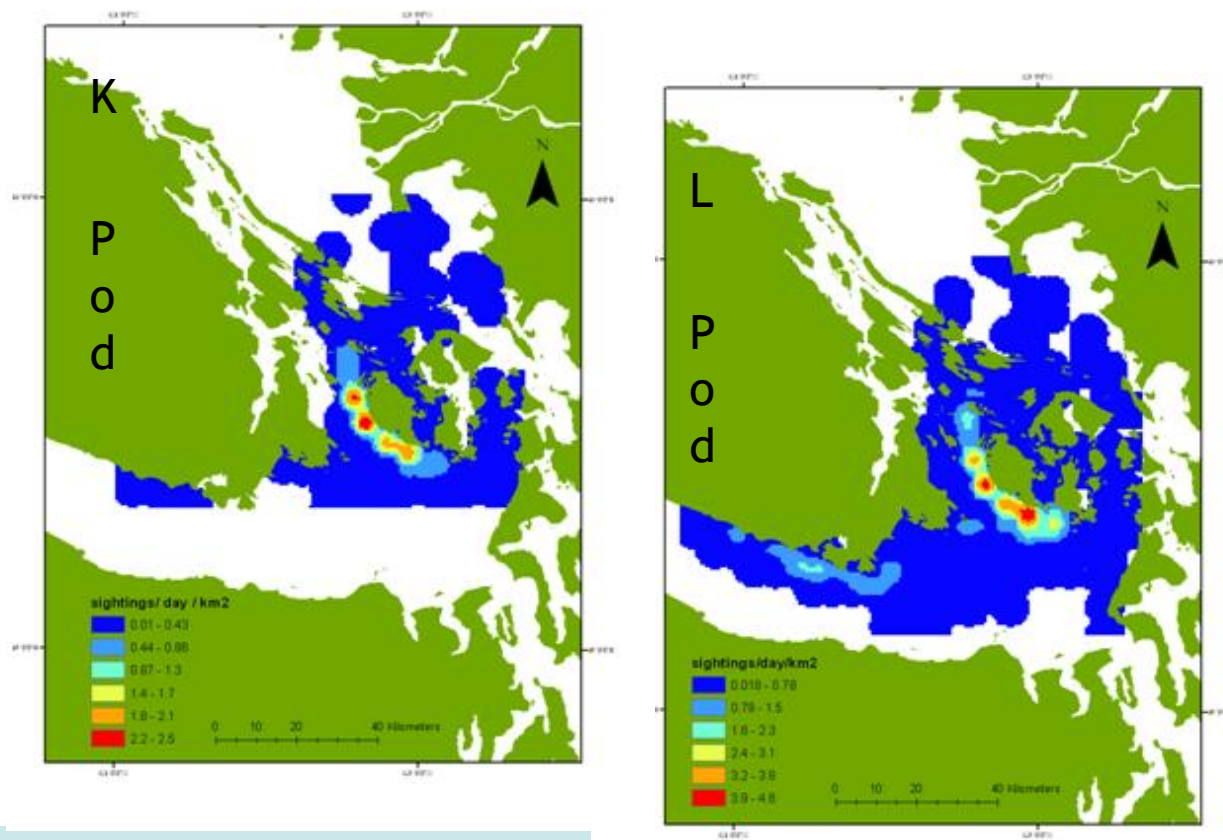 K
P
o
d
N
sightings/ day / km2
0.01 - 0.43
0.44 - 0.86
0.87 - 1.3
1.4 - 1.7
1.8 - 2.1
2.2 - 2.5
0 10 20 40 Kilometers
L
P
o
d
N
sightings/day/km2
0.018 - 0.78
0.79 - 1.5
1.6 - 2.3
2.4 - 3.1
3.2 - 3.8
3.9 - 4.6
0 10 20 40 Kilometers